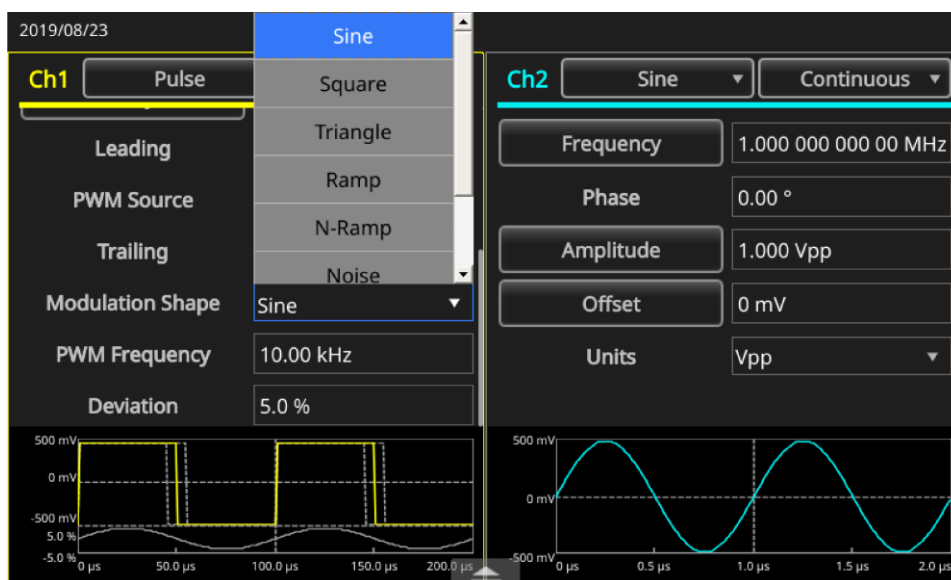 2019/08/23
Ch1
Pulse
Sine
Square
Triangle
Ramp
N-Ramp
Noise
Leading
PWM Source
Trailing
Modulation Shape
Sine
PWM Frequency
10.00 kHz
Deviation
5.0 %
500 mV
0 mV
-500 mV
5.0 %
-5.0 %
0 µs
50.0 µs
100.0 µs
150.0 µs
200.0 µs
Ch2
Sine
Continuous
Frequency
1.000 000 000 00 MHz
Phase
0.00 °
Amplitude
1.000 Vpp
Offset
0 mV
Units
Vpp
500 mV
0 mV
-500 mV
0 µs
0.5 µs
1.0 µs
1.5 µs
2.0 µs